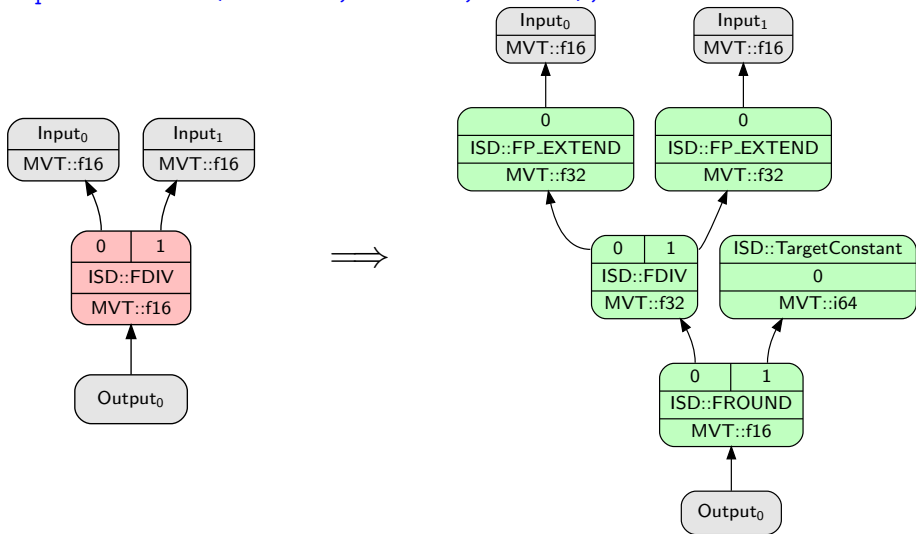 Input₀ Input₁
MVT::f16 MVT::f16
0 1
ISD::FDIV
MVT::f16
Output₀
⟹
Input₀ Input₁
MVT::f16 MVT::f16
0 0
ISD::FP_EXTEND ISD::FP_EXTEND
MVT::f32 MVT::f32
0 1
ISD::FDIV
MVT::f32
ISD::TargetConstant
0
MVT::i64
0 1
ISD::FROUND
MVT::f16
Output₀